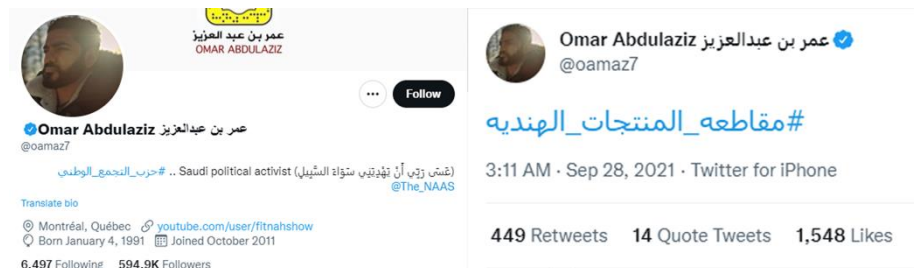 عمر بن عبد العزيز
OMAR ABDULAZIZ
Follow
Omar Abdulaziz عمر بن عبدالعزيز
@oamaz7
(عَسَى رَبِّي أَنْ يَهْدِيَنِي سَوَاءَ السَّبِيلِ) Saudi political activist .. #حزب_التجمع_الوطني
@The_NAAS
Translate bio
Montréal, Québec youtube.com/user/fitnahshow
Born January 4, 1991 Joined October 2011
6,497 Following 594.9K Followers
Omar Abdulaziz عمر بن عبدالعزيز
@oamaz7
#مقاطعه_المنتجات_الهنديه
3:11 AM · Sep 28, 2021 · Twitter for iPhone
449 Retweets 14 Quote Tweets 1,548 Likes